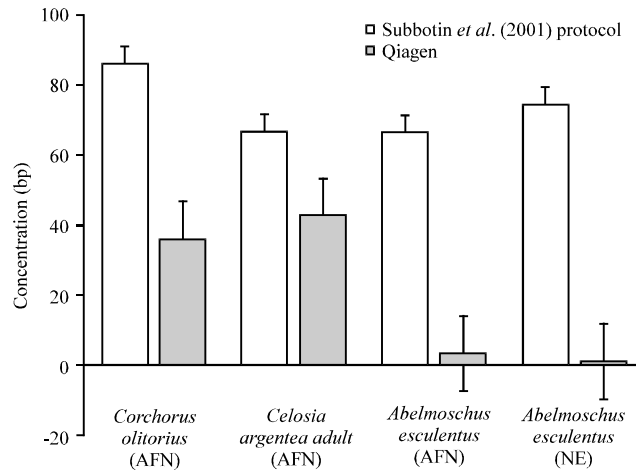 Subbotin et al. (2001) protocol
Qiagen
Concentration (bp)
100
80
60
40
20
0
-20
Corchorus
olitorius
(AFN)
Celosia
argentea adult
(AFN)
Abelmoschus
esculentus
(AFN)
Abelmoschus
esculentus
(NE)